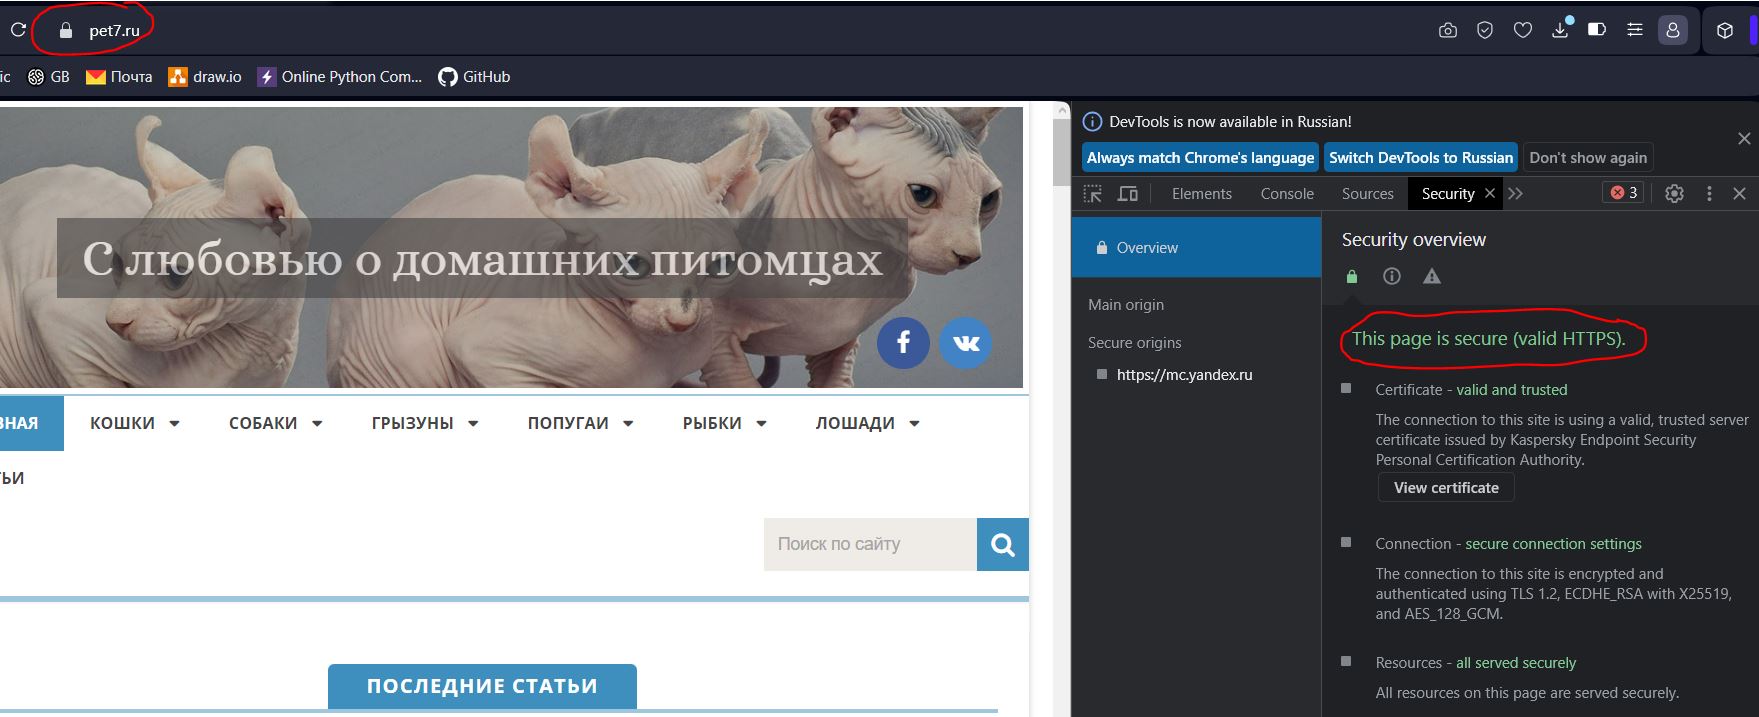 pet7.ru
ic
GB
Почта
draw.io
Online Python Com...
GitHub
С любовью о домашних питомцах
f
ВНАЯ
КОШКИ
СОБАКИ
ГРЫЗУНЫ
ПОПУГАИ
РЫБКИ
ЛОШАДИ
ТЬИ
Поиск по сайту
ПОСЛЕДНИЕ СТАТЬИ
DevTools is now available in Russian!
Always match Chrome's language
Switch DevTools to Russian
Don't show again
Elements
Console
Sources
Security
3
Overview
Main origin
Secure origins
https://mc.yandex.ru
Security overview
This page is secure (valid HTTPS).
Certificate - valid and trusted
The connection to this site is using a valid, trusted server
certificate issued by Kaspersky Endpoint Security
Personal Certification Authority.
View certificate
Connection - secure connection settings
The connection to this site is encrypted and
authenticated using TLS 1.2, ECDHE_RSA with X25519,
and AES_128_GCM.
Resources - all served securely
All resources on this page are served securely.